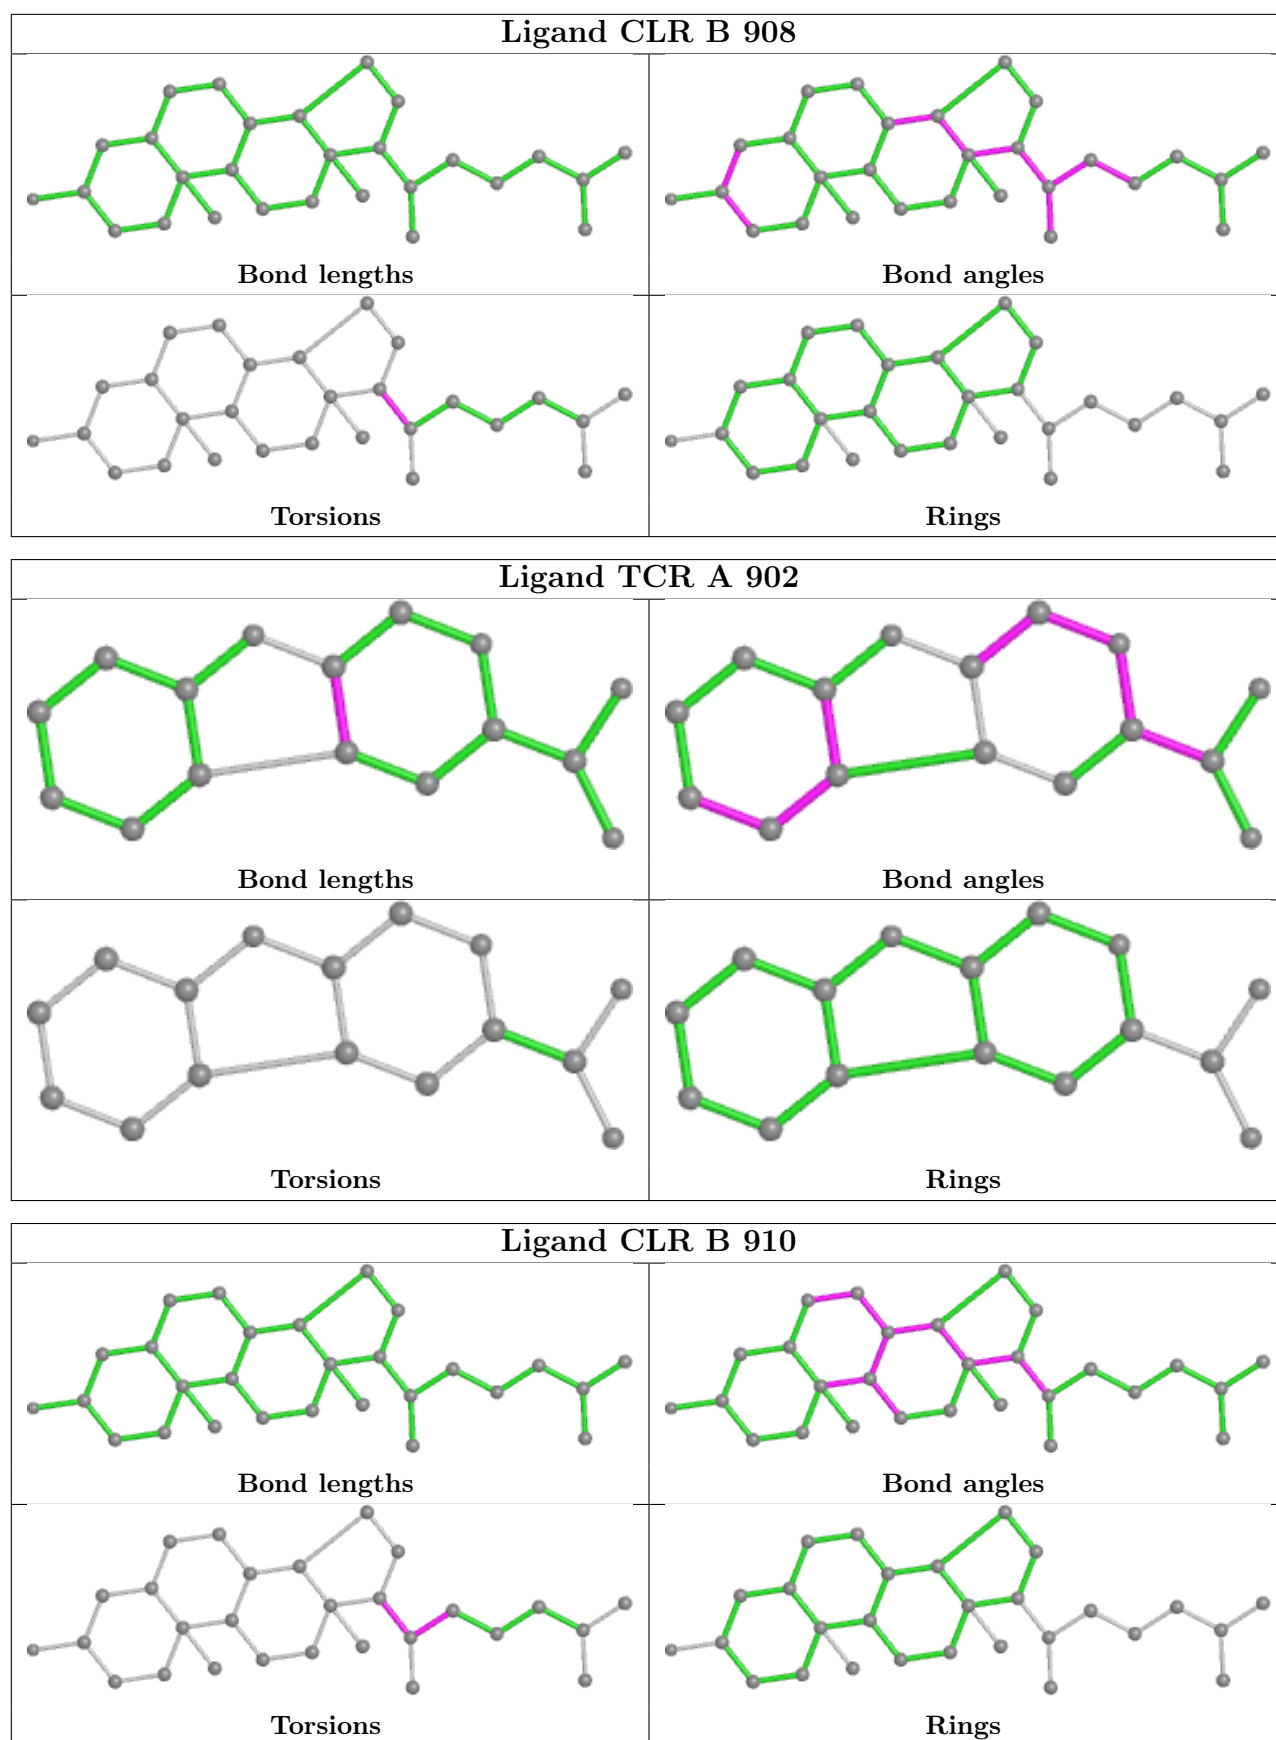 Ligand CLR B 908
Bond lengths
Bond angles
Torsions
Rings
Ligand TCR A 902
Bond lengths
Bond angles
Torsions
Rings
Ligand CLR B 910
Bond lengths
Bond angles
Torsions
Rings